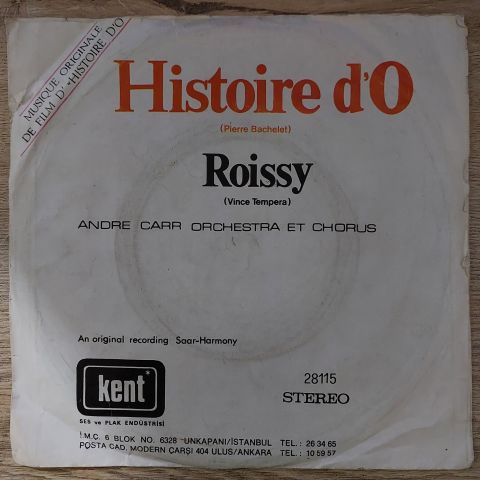 MUSIQUE ORIGINALE
DE FILM D' "HISTOIRE D'O
Histoire d'O
(Pierre Bachelet)
Roissy
(Vince Tempera)
ANDRE CARR ORCHESTRA ET CHORUS
An original recording Saar-Harmony
kent*
SES ve PLAK ENDÜSTRİSİ
28115
STEREO
İ.M.Ç. 6 BLOK NO. 6328 UNKAPANI/İSTANBUL TEL.: 26 34 65
POSTA CAD. MODERN ÇARŞI 404 ULUS/ANKARA TEL.: 10 59 57